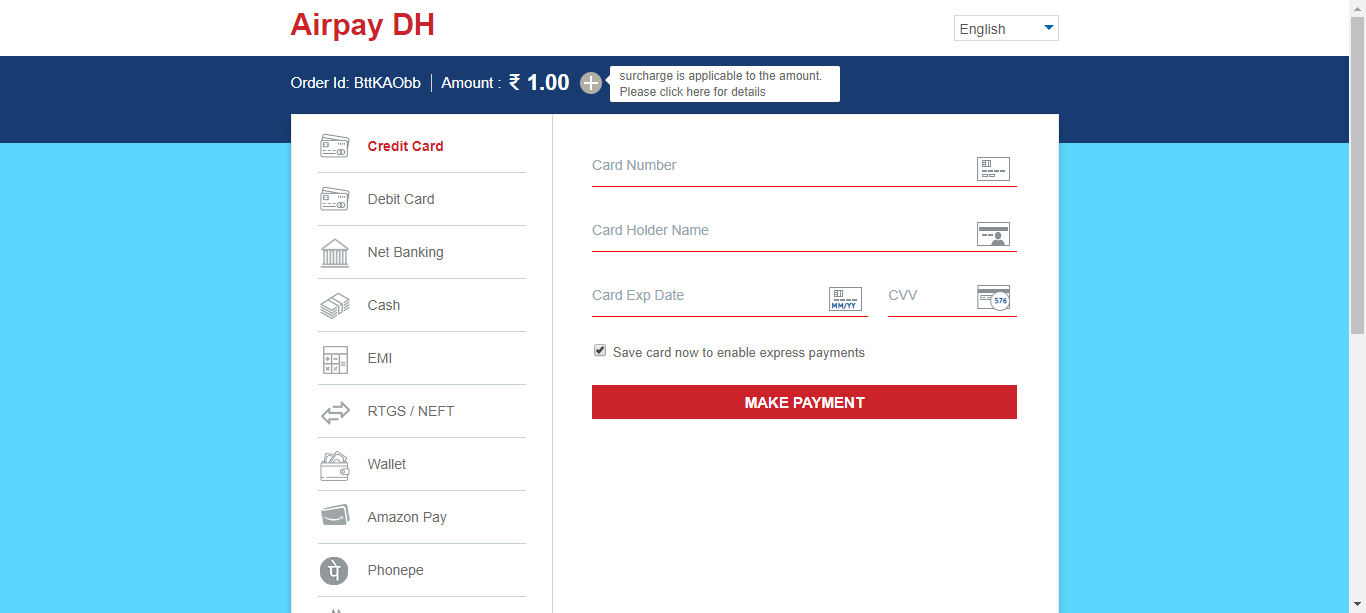 Airpay DH
English
Order Id: BttKAObb
Amount : ₹ 1.00
surcharge is applicable to the amount.
Please click here for details
Credit Card
Debit Card
Net Banking
Cash
EMI
RTGS / NEFT
Wallet
Amazon Pay
Phonepe
Card Number
Card Holder Name
Card Exp Date
MM/YY
CVV
576
Save card now to enable express payments
MAKE PAYMENT